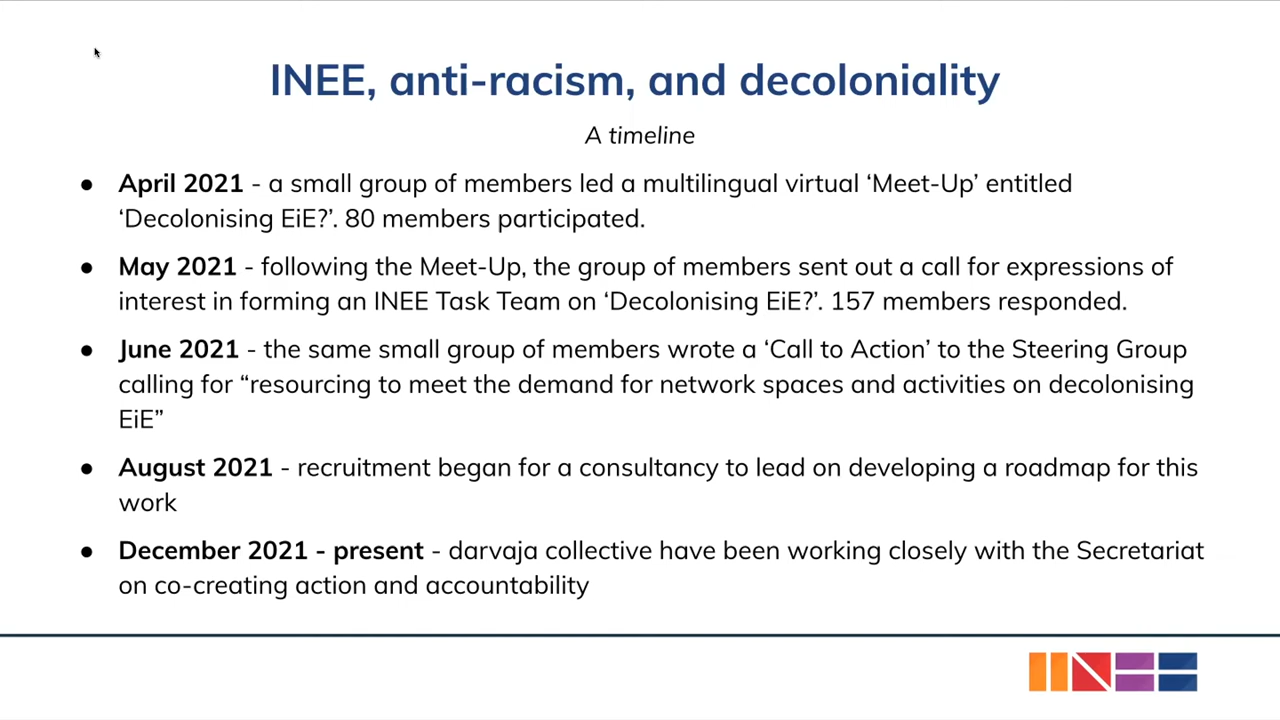 INEE, anti-racism, and decoloniality
A timeline
● April 2021 - a small group of members led a multilingual virtual ‘Meet-Up’ entitled
‘Decolonising EiE?’. 80 members participated.
● May 2021 - following the Meet-Up, the group of members sent out a call for expressions of
interest in forming an INEE Task Team on ‘Decolonising EiE?’. 157 members responded.
● June 2021 - the same small group of members wrote a ‘Call to Action’ to the Steering Group
calling for “resourcing to meet the demand for network spaces and activities on decolonising
EiE”
● August 2021 - recruitment began for a consultancy to lead on developing a roadmap for this
work
● December 2021 - present - darvaja collective have been working closely with the Secretariat
on co-creating action and accountability
INEE